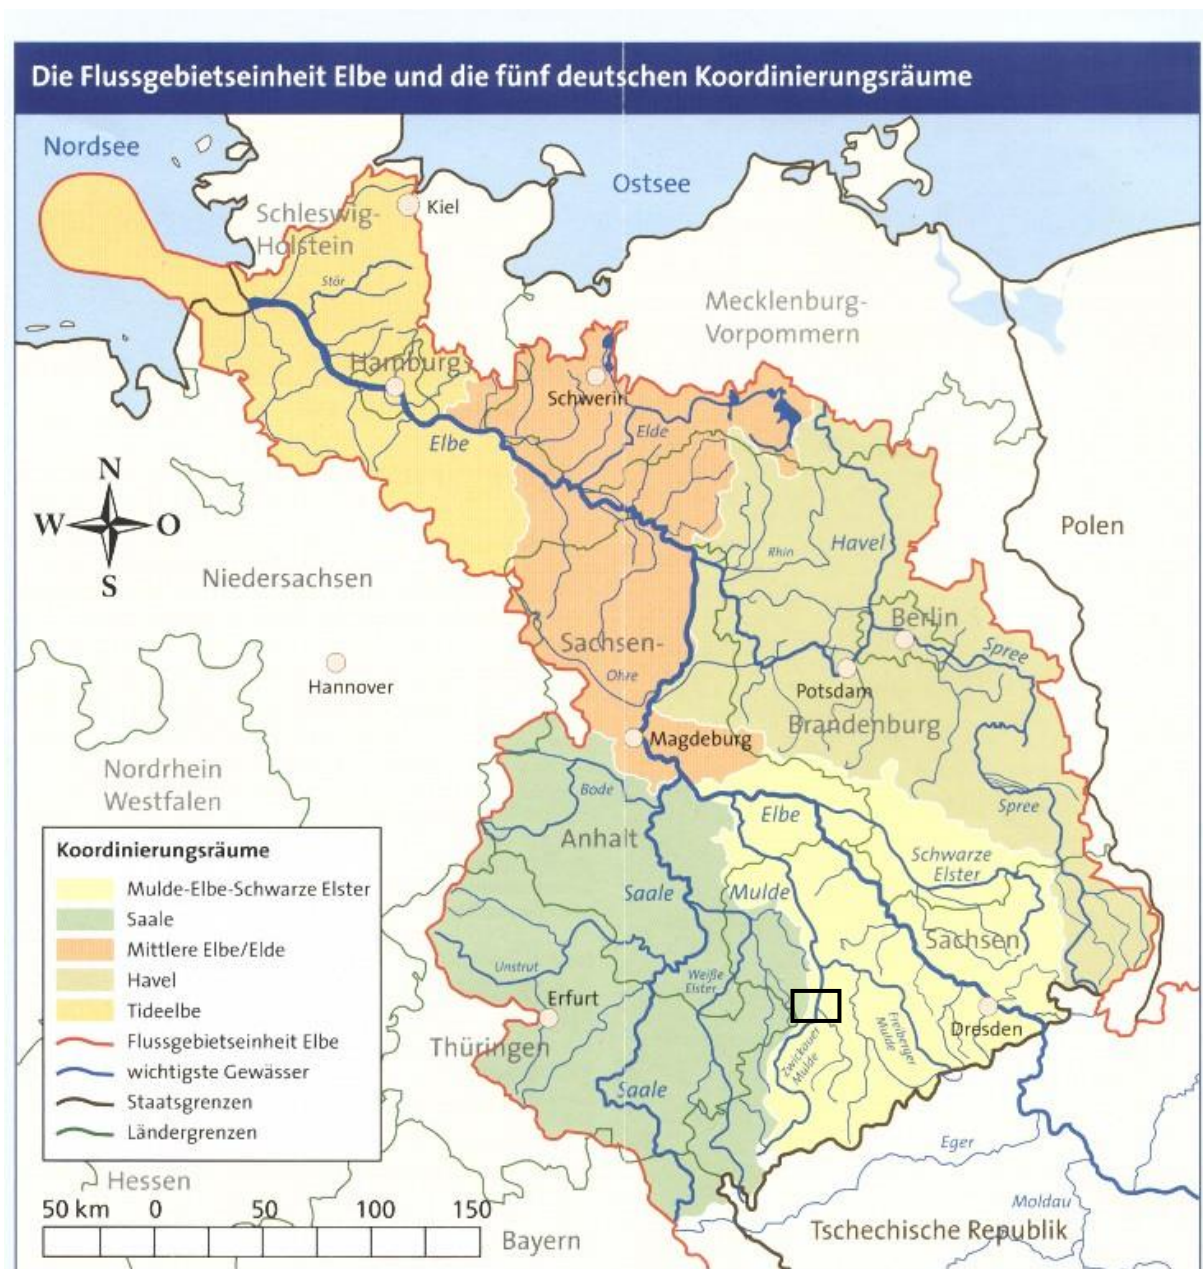 Die Flussgebietseinheit Elbe und die fünf deutschen Koordinierungsräume
Nordsee
Ostsee
Kiel
Schleswig-
Holstein
Stör
Mecklenburg-
Vorpommern
Hamburg
Schwerin
Elde
Elbe
N
W
O
S
Polen
Havel
Rhin
Niedersachsen
Berlin
Spree
Sachsen-
Ohre
Hannover
Potsdam
Brandenburg
Magdeburg
Nordrhein
Westfalen
Bode
Spree
Elbe
Anhalt
Schwarze
Elster
Saale
Mulde
Sachsen
Unstrut
Weiße
Elster
Erfurt
Dresden
Freiberger
Mulde
Zwickauer
Mulde
Thüringen
Saale
Koordinierungsräume
Mulde-Elbe-Schwarze Elster
Saale
Mittlere Elbe/Elde
Havel
Tideelbe
Flussgebietseinheit Elbe
wichtigste Gewässer
Staatsgrenzen
Ländergrenzen
Eger
Hessen
Moldau
50 km 0 50 100 150
Bayern
Tschechische Republik